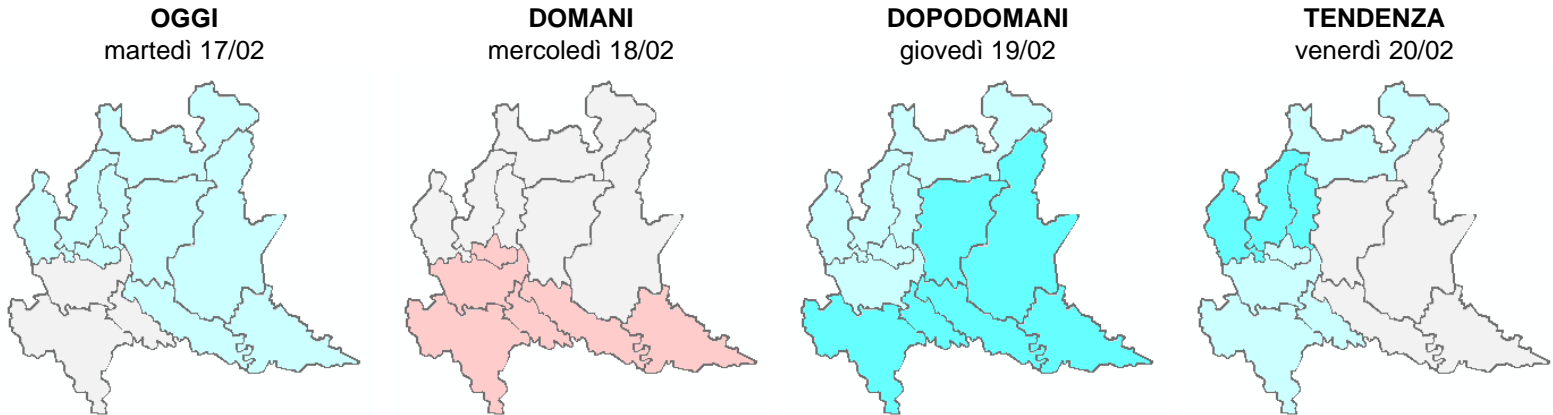 OGGI
martedì 17/02
DOMANI
mercoledì 18/02
DOPODOMANI
giovedì 19/02
TENDENZA
venerdì 20/02